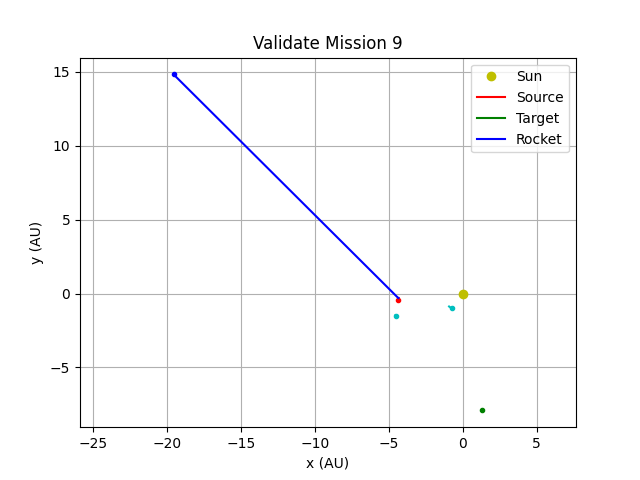 Validate Mission 9
Sun
Source
Target
Rocket
15
10
5
0
−5
y (AU)
−25
−20
−15
−10
−5
0
5
x (AU)